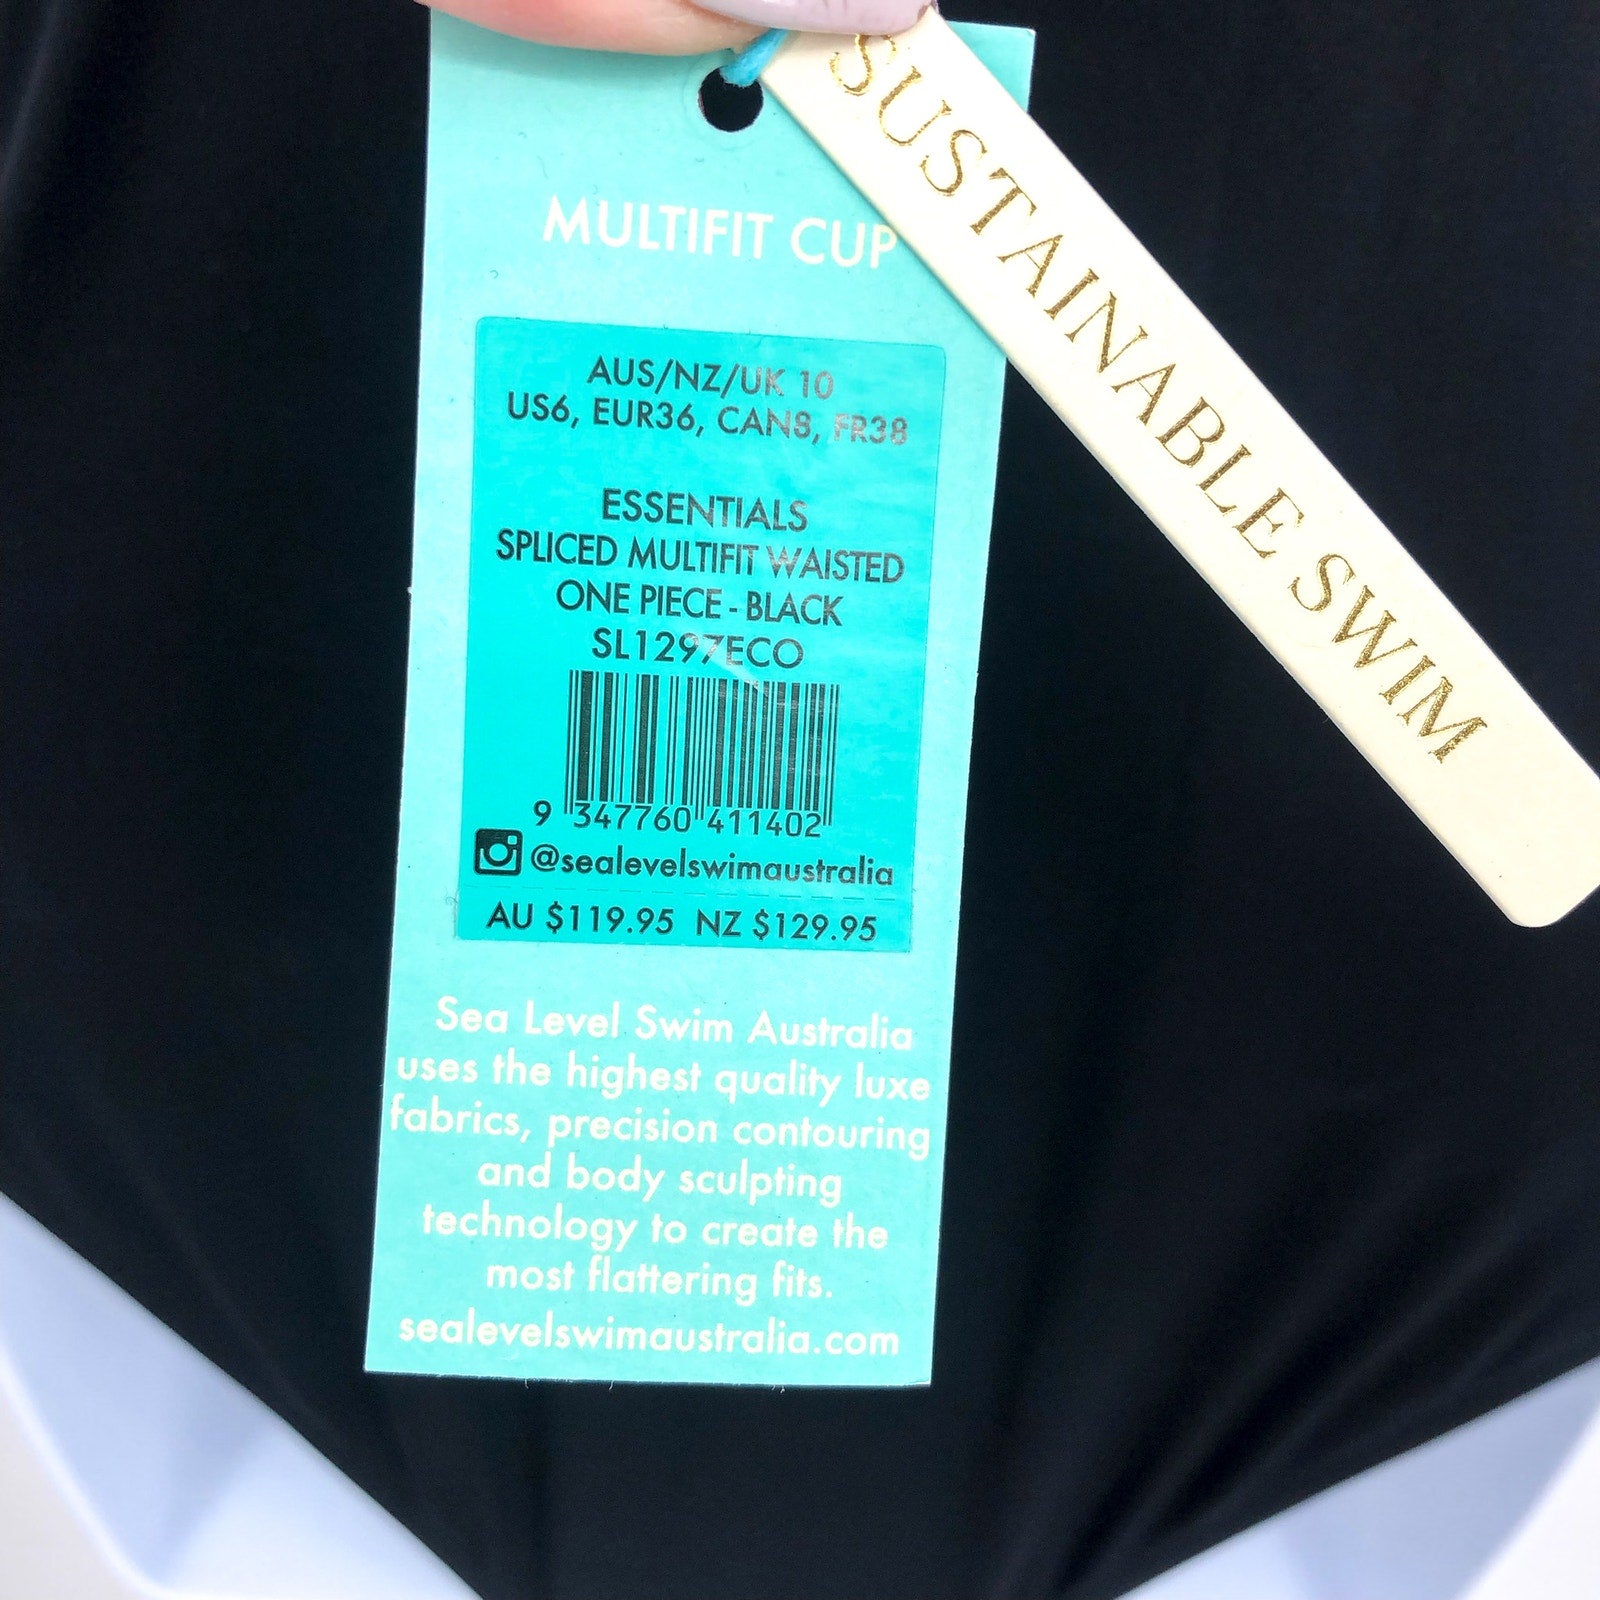 SUSTAINABLE SWIM
MULTIFIT CUP
AUS/NZ/UK 10
US6, EUR36, CAN8, FR38
ESSENTIALS
SPLICED MULTIFIT WAISTED
ONE PIECE - BLACK
SL1297ECO
9 347760 411402
@sealevelswimaustralia
AU $119.95 NZ $129.95
Sea Level Swim Australia
uses the highest quality luxe
fabrics, precision contouring
and body sculpting
technology to create the
most flattering fits.
sealevelswimaustralia.com